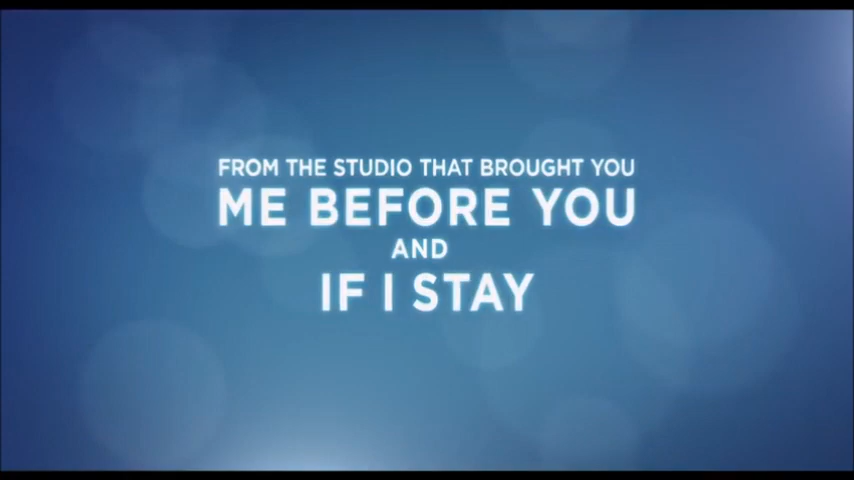 FROM THE STUDIO THAT BROUGHT YOU
ME BEFORE YOU
AND
IF I STAY